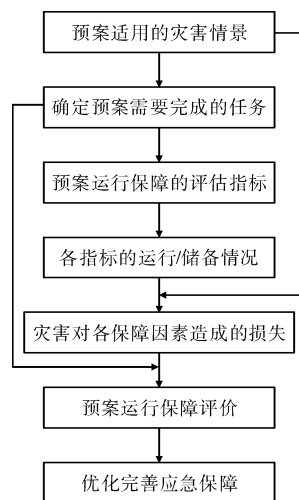 预案适用的灾害情景
确定预案需要完成的任务
预案运行保障的评估指标
各指标的运行/储备情况
灾害对各保障因素造成的损失
预案运行保障评价
优化完善应急保障